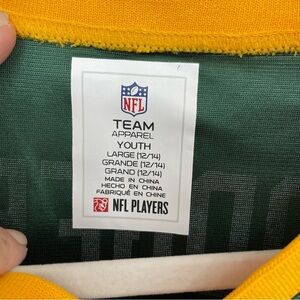 NFL
TEAM
APPAREL
YOUTH
LARGE (12/14)
GRANDE (12/14)
GRAND (12/14)
MADE IN CHINA
HECHO EN CHINA
FABRIQUÉ EN CHINE
NFL PLAYERS